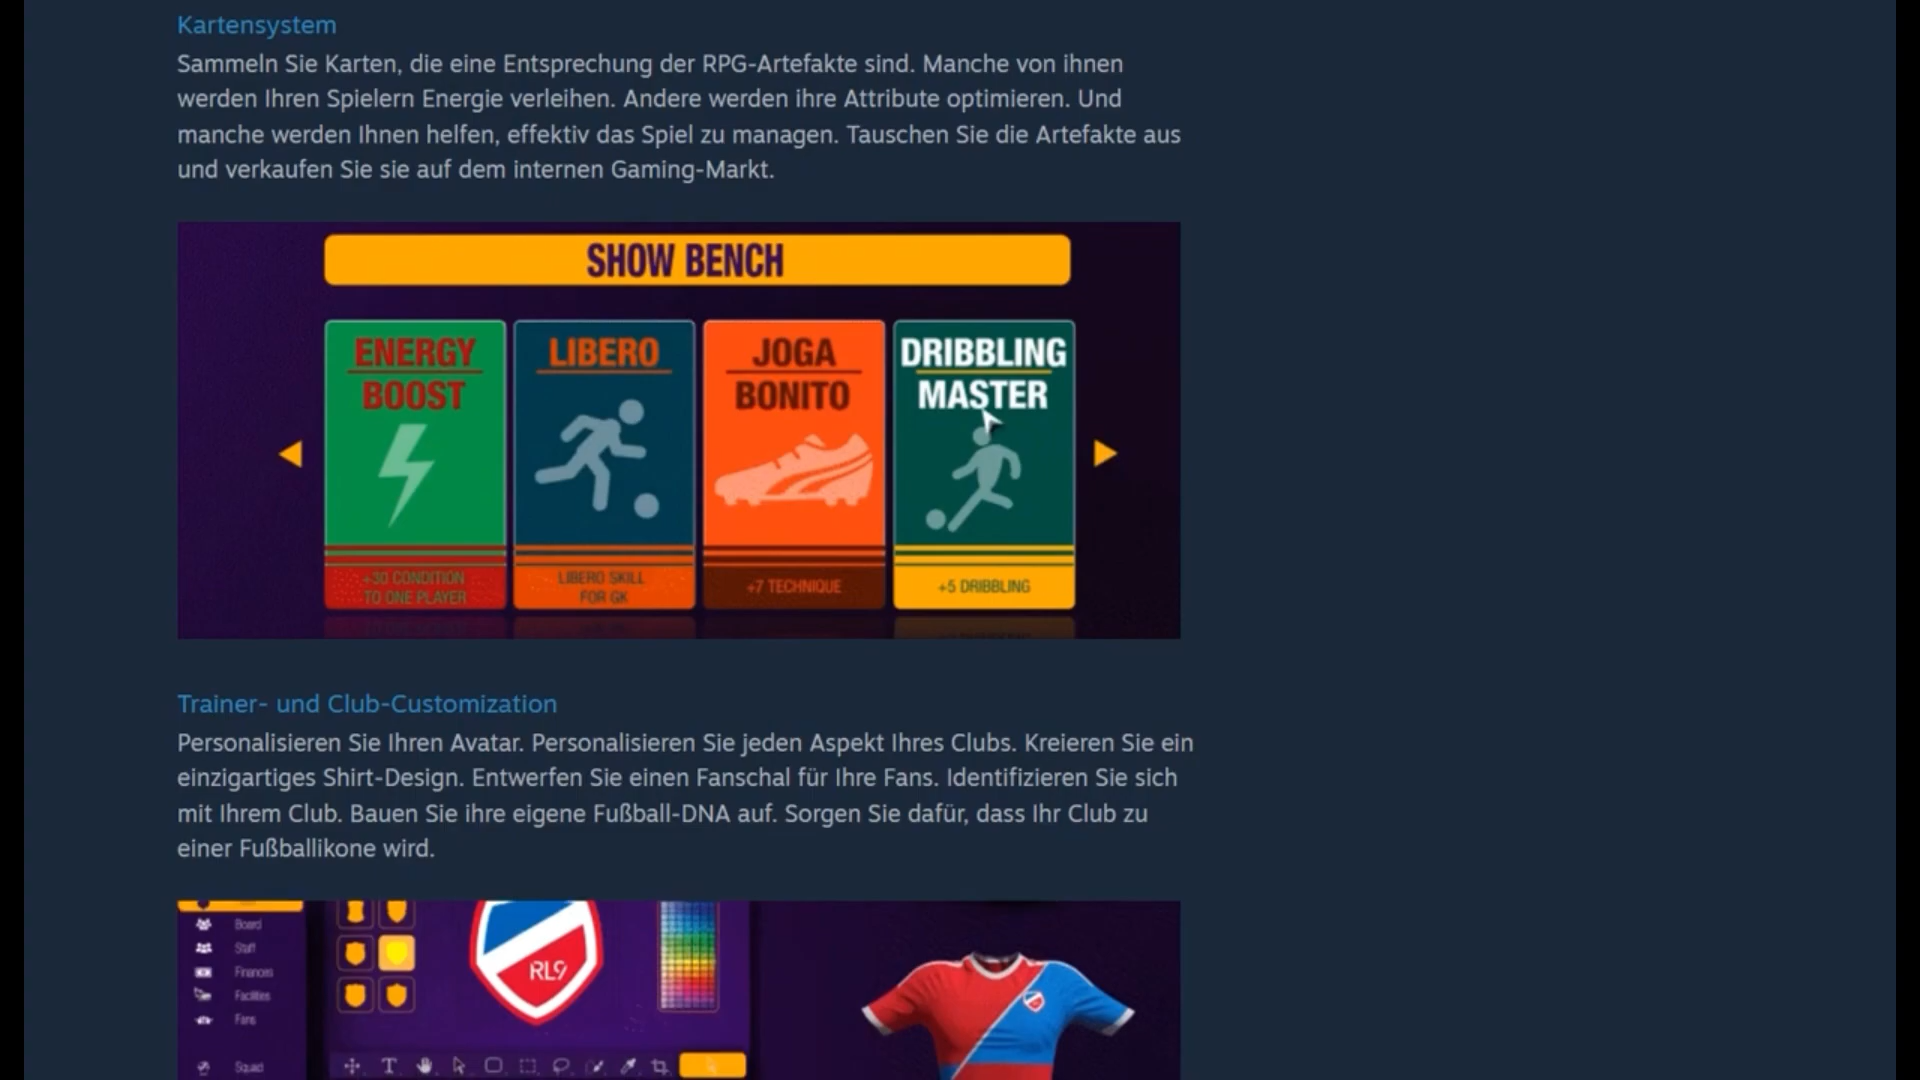 Kartensystem
Sammeln Sie Karten, die eine Entsprechung der RPG-Artefakte sind. Manche von ihnen
werden Ihren Spielern Energie verleihen. Andere werden ihre Attribute optimieren. Und
manche werden Ihnen helfen, effektiv das Spiel zu managen. Tauschen Sie die Artefakte aus
und verkaufen Sie sie auf dem internen Gaming-Markt.
SHOW BENCH
ENERGY
BOOST
+30 CONDITION
TO ONE PLAYER
LIBERO
LIBERO SKILL
FOR GK
JOGA
BONITO
+7 TECHNIQUE
DRIBBLING
MASTER
+5 DRIBBLING
Trainer- und Club-Customization
Personalisieren Sie Ihren Avatar. Personalisieren Sie jeden Aspekt Ihres Clubs. Kreieren Sie ein
einzigartiges Shirt-Design. Entwerfen Sie einen Fanschal für Ihre Fans. Identifizieren Sie sich
mit Ihrem Club. Bauen Sie ihre eigene Fußball-DNA auf. Sorgen Sie dafür, dass Ihr Club zu
einer Fußballikone wird.
Board
Staff
Finances
Facilities
Fans
Squad
RL9
T